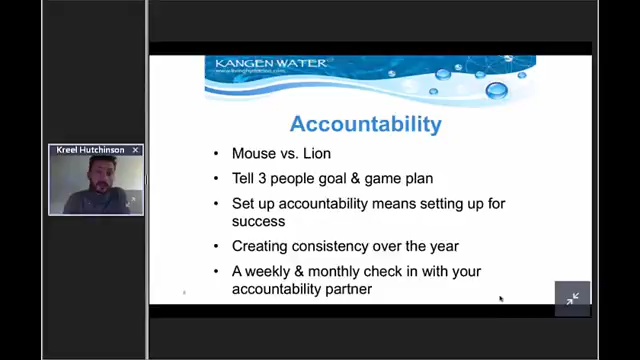 KANGEN WATER
Kreel Hutchinson
Accountability
• Mouse vs. Lion
• Tell 3 people goal & game plan
• Set up accountability means setting up for
success
• Creating consistency over the year
• A weekly & monthly check in with your
accountability partner